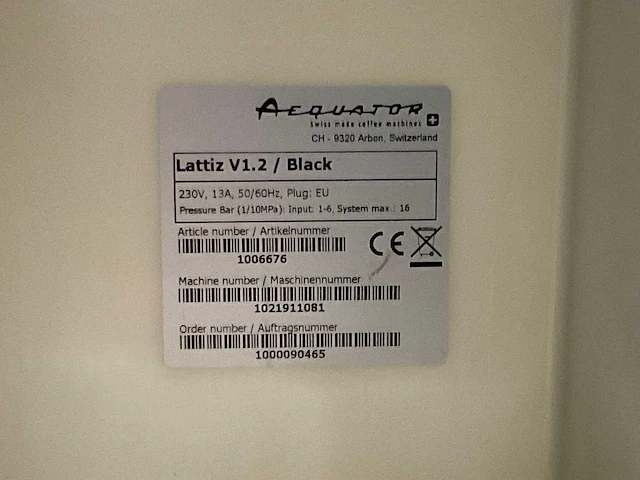 AEQUATOR
Swiss made coffee machines
CH - 9320 Arbon, Switzerland
Lattiz V1.2 / Black
230V, 13A, 50/60Hz, Plug: EU
Pressure Bar (1/10MPa): Input: 1-6, System max.: 16
Article number / Artikelnummer
1006676
CE
Machine number / Maschinennummer
1021911081
Order number / Auftragsnummer
1000090465